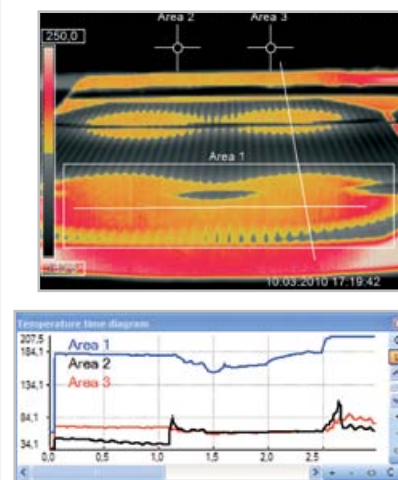 Area 2 Area 3
250,0
Area 1
10.03.2010 17:19:42
Temperature time diagram
207,5
184,1
134,1
84,1
34,1
Area 1
Area 2
Area 3
0,0 0,5 1,0 1,5 2,0 2,5